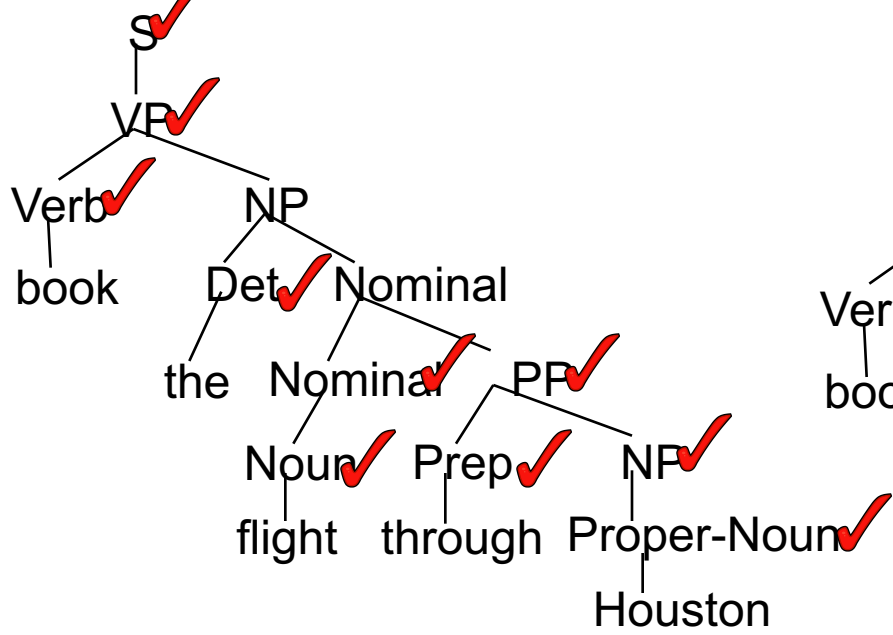 S
VP
Verb NP
book Det Nominal
the Nominal PP
Noun Prep NP
flight through Proper-Noun
Houston